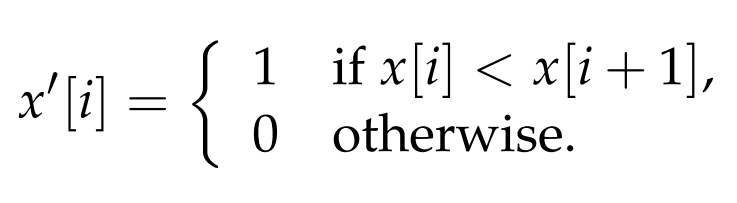 x′[i] = { 1 if x[i] < x[i + 1],
0 otherwise.